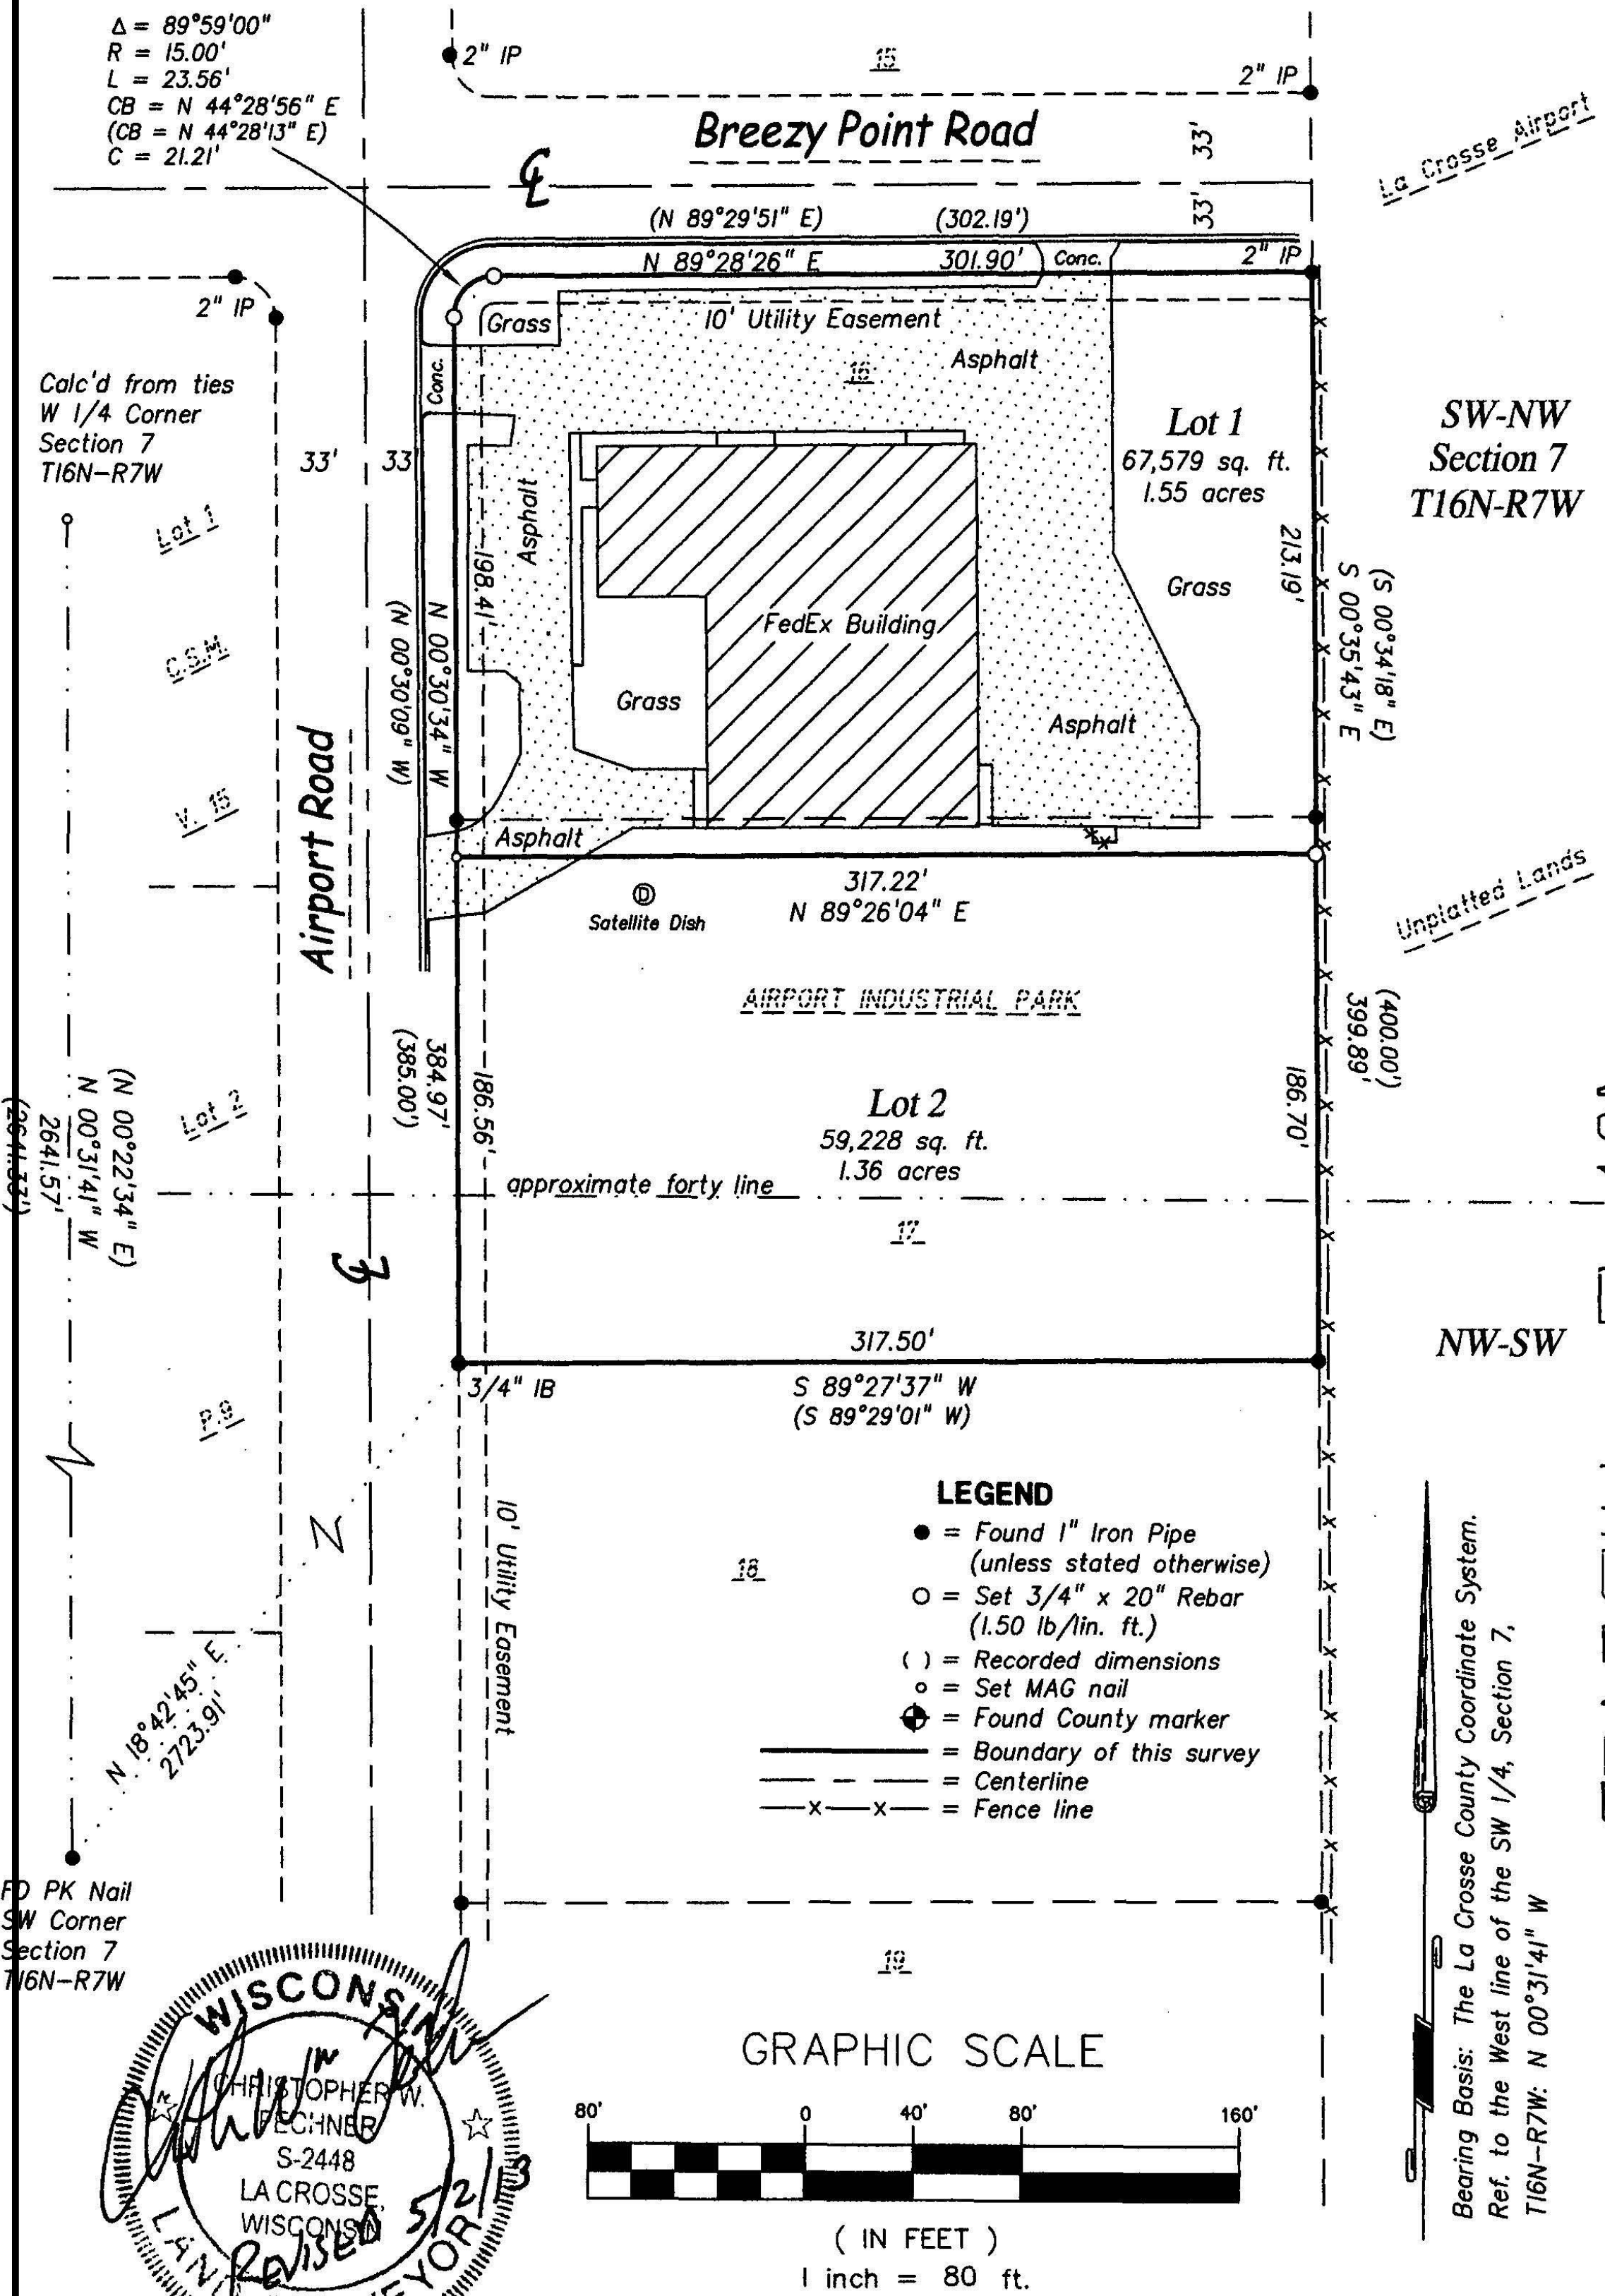 Δ = 89°59'00"
R = 15.00'
L = 23.56'
CB = N 44°28'56" E
(CB = N 44°28'13" E)
C = 21.21'
2" IP
15
2" IP
Breezy Point Road
33'
33'
La Crosse Airport
CL
(N 89°29'51" E) (302.19')
N 89°28'26" E 301.90'
Conc.
2" IP
2" IP
Grass
10' Utility Easement
Asphalt
16
Conc.
Calc'd from ties
W 1/4 Corner
Section 7
T16N-R7W
33' 33'
Lot 1
67,579 sq. ft.
1.55 acres
SW-NW
Section 7
T16N-R7W
Lot 1
C.S.M.
V. 15
Lot 2
P.9
Asphalt
198.41'
N 00°30'34" W
(N 00°30'09" W)
213.19'
(S 00°34'18" E)
S 00°35'43" E
Grass
FedEx Building
Grass
Asphalt
Airport Road
Asphalt
317.22'
N 89°26'04" E
D
Satellite Dish
Unplatted Lands
AIRPORT INDUSTRIAL PARK
(400.00')
399.89'
384.97'
(385.00')
186.56'
186.70'
Lot 2
59,228 sq. ft.
1.36 acres
(N 00°22'34" E)
N 00°31'41" W
2641.57'
(2641.33')
approximate forty line
17
CL
317.50'
NW-SW
3/4" IB
S 89°27'37" W
(S 89°29'01" W)
10' Utility Easement
18
LEGEND
● = Found 1" Iron Pipe
(unless stated otherwise)
○ = Set 3/4" x 20" Rebar
(1.50 lb/lin. ft.)
( ) = Recorded dimensions
o = Set MAG nail
= Found County marker
= Boundary of this survey
= Centerline
x x = Fence line
N 18°42'45" E
2723.91'
FD PK Nail
SW Corner
Section 7
T16N-R7W
19
Bearing Basis: The La Crosse County Coordinate System.
Ref. to the West line of the SW 1/4, Section 7,
T16N-R7W: N 00°31'41" W
WISCONSIN
CHRISTOPHER W.
FECHNER
S-2448
LA CROSSE,
WISCONSIN
LAND
REVISED 5/2/13
GRAPHIC SCALE
80' 0 40' 80' 160'
( IN FEET )
1 inch = 80 ft.